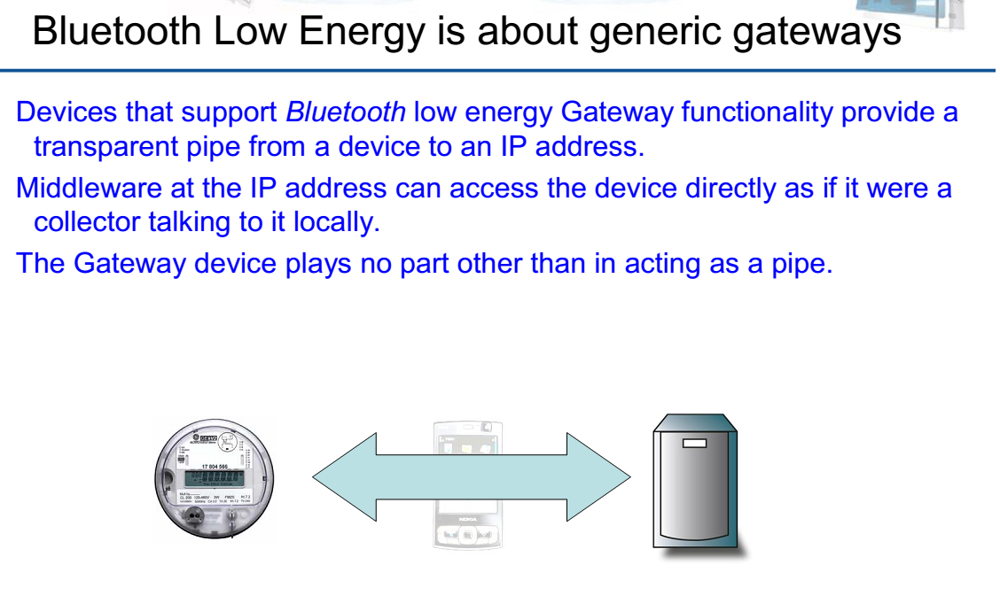 Bluetooth Low Energy is about generic gateways
Devices that support Bluetooth low energy Gateway functionality provide a
transparent pipe from a device to an IP address.
Middleware at the IP address can access the device directly as if it were a
collector talking to it locally.
The Gateway device plays no part other than in acting as a pipe.
17 804 566
NOKIA